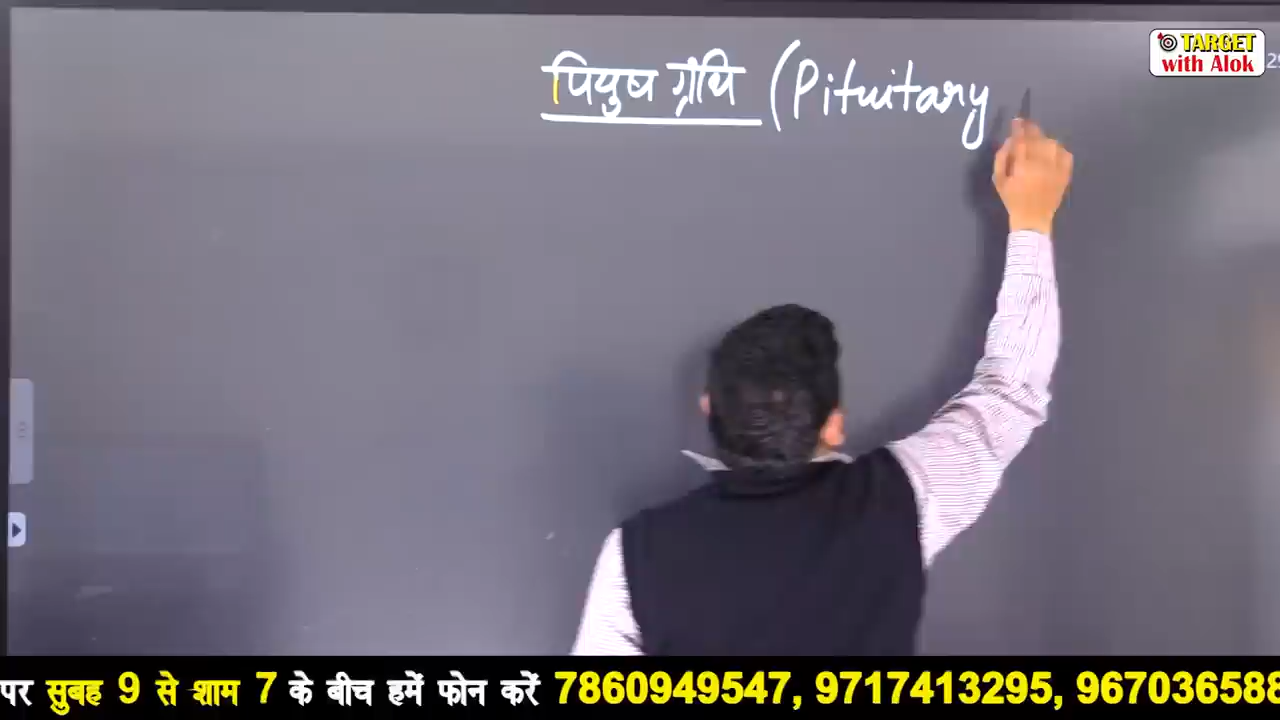 पियुष ग्रंथि (Pituitary
TARGET
with Alok
पर सुबह 9 से शाम 7 के बीच हमें फोन करें 7860949547, 9717413295, 967036588